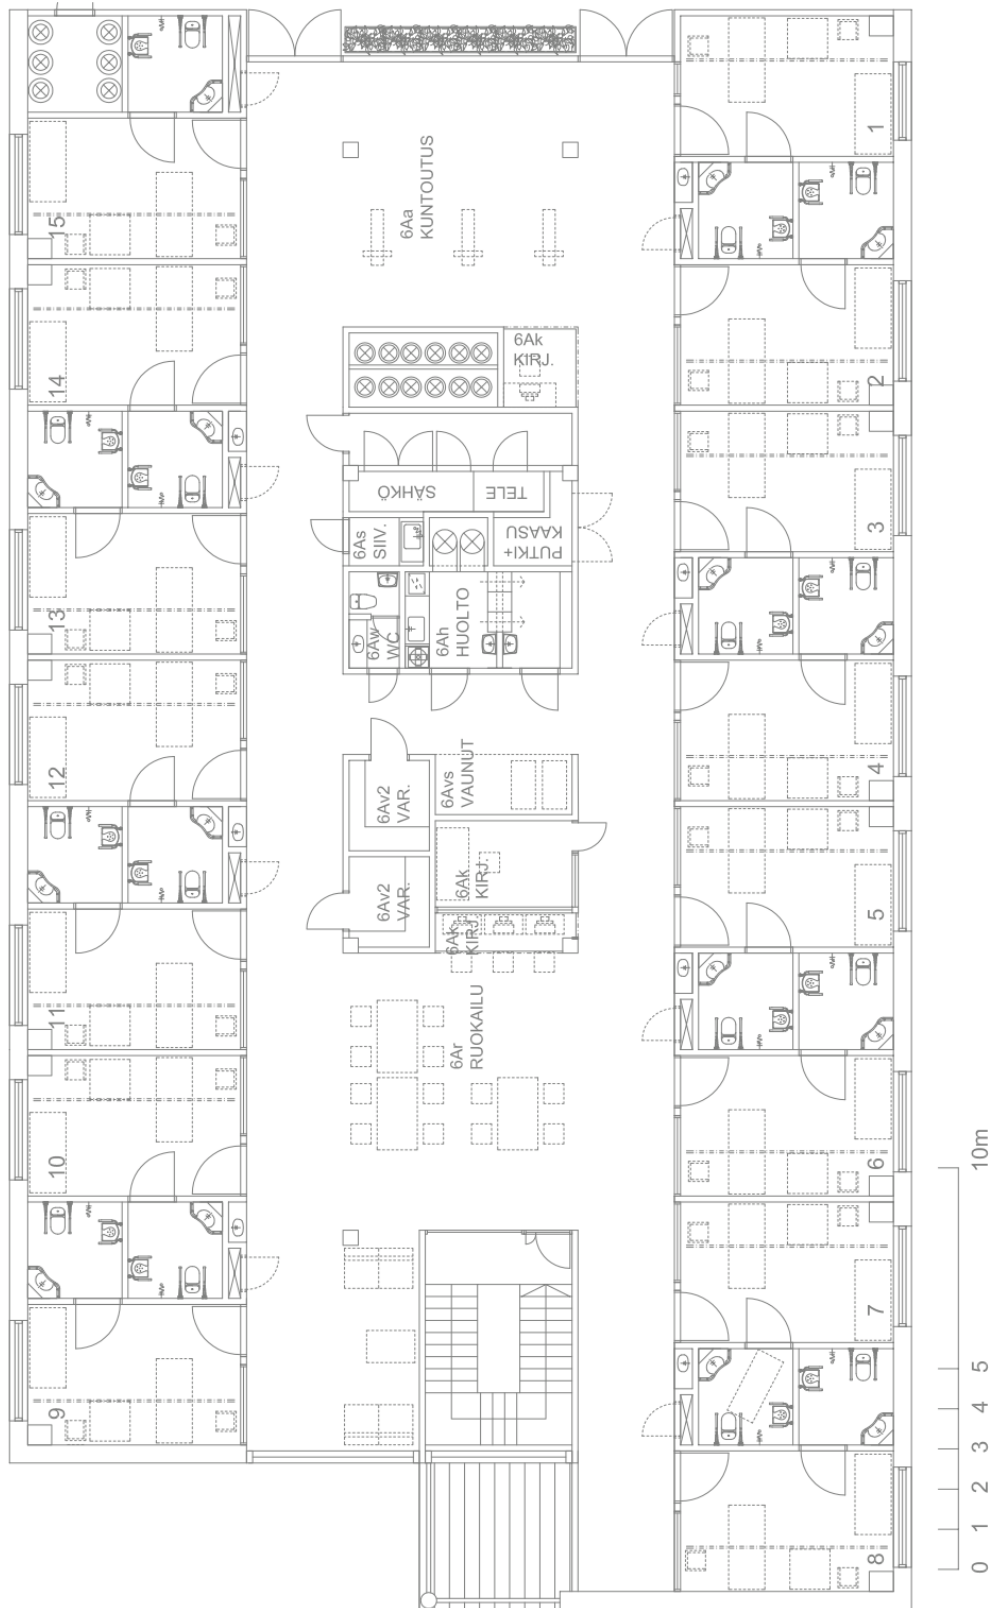 1
2
3
4
5
6
7
8
9
10
11
12
13
14
15
6Aa
KUNTOUTUS
6Ak
KIRJ.
SÄHKÖ
TELE
6As
SIIV.
PUTKI+
KAASU
6Aw
WC
6Ah
HUOLTO
6Av2
VAR.
6Avs
VAUNUT
6Av2
VAR.
6Ak
KIRJ.
6Ak
KIRJ
6Ar
RUOKAILU
0 1 2 3 4 5 10m